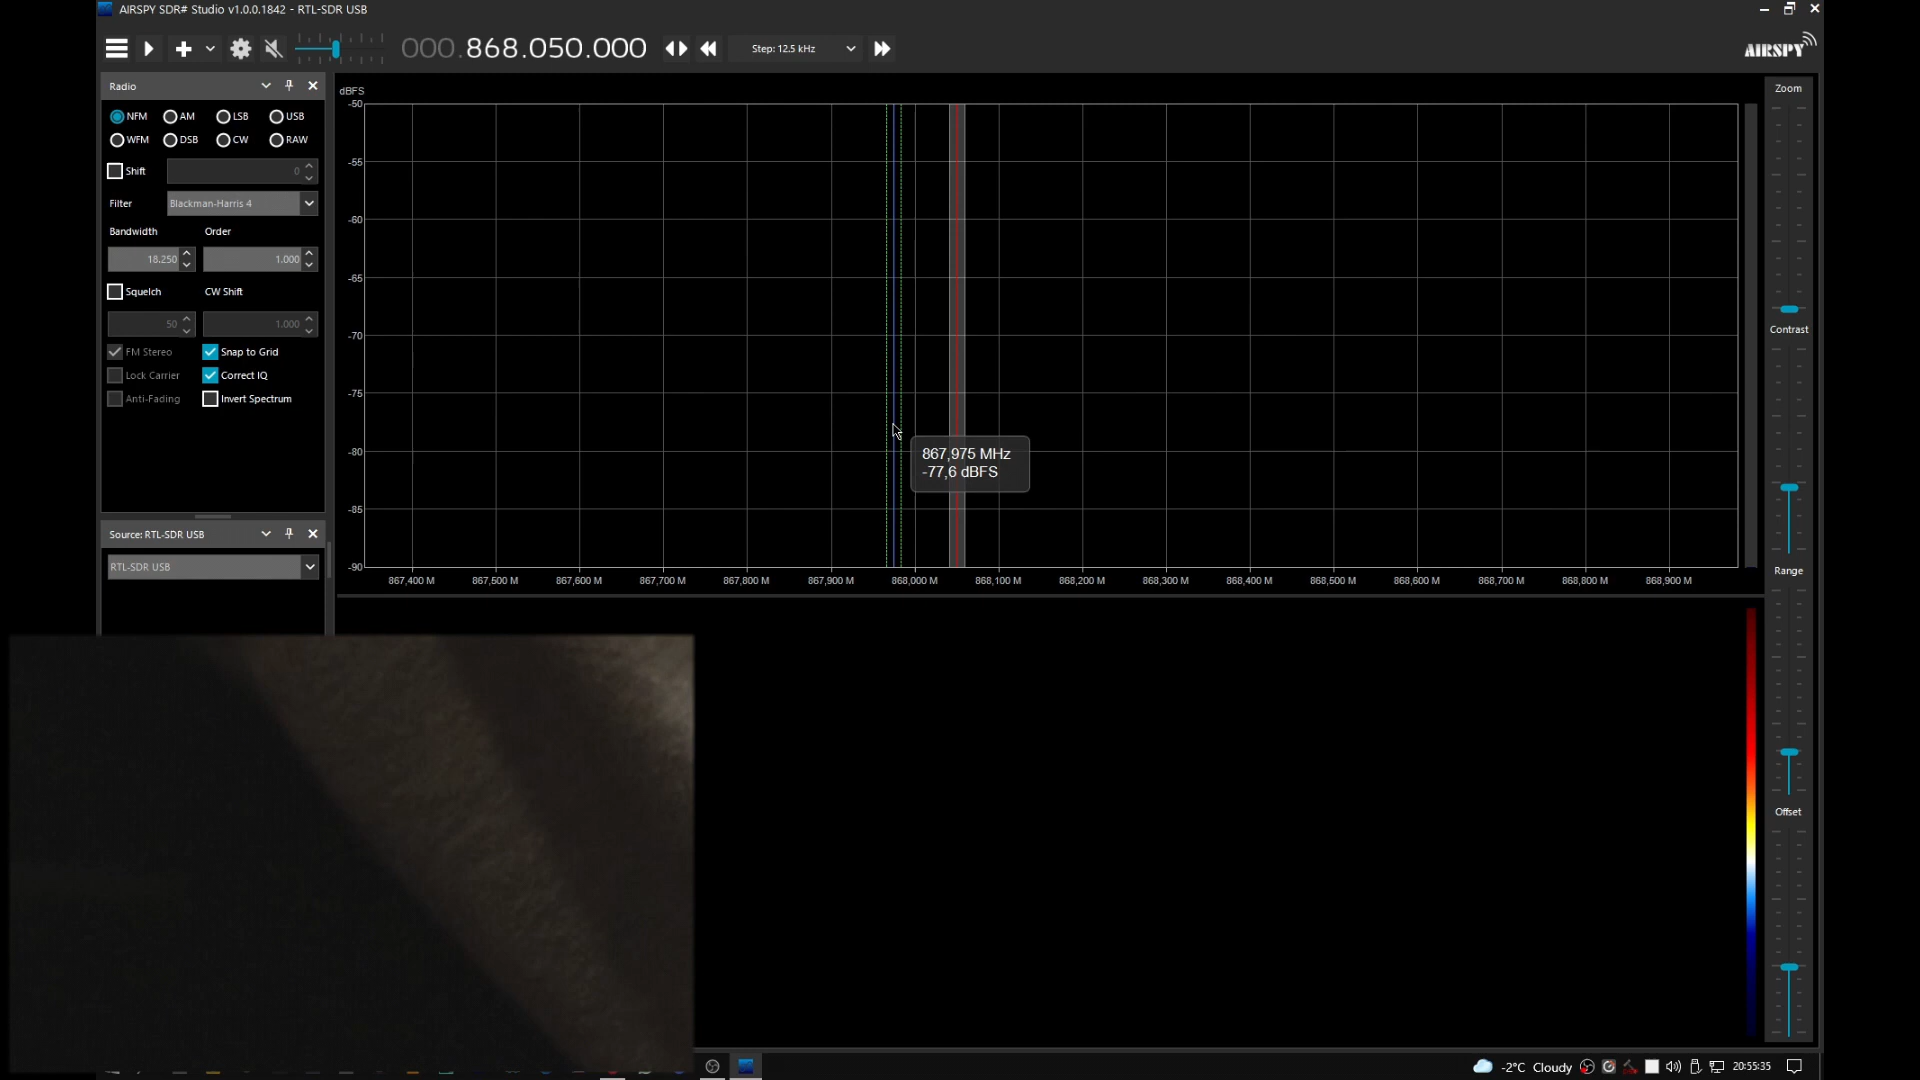 AIRSPY SDR# Studio v1.0.0.1842 - RTL-SDR USB
000.868.050.000
Step: 12.5 kHz
AIRSPY
Radio
NFM AM LSB USB
WFM DSB CW RAW
Shift 0
Filter Blackman-Harris 4
Bandwidth Order
18.250 1.000
Squelch CW Shift
50 1.000
FM Stereo Snap to Grid
Lock Carrier Correct IQ
Anti-Fading Invert Spectrum
Source: RTL-SDR USB
RTL-SDR USB
dBFS
-50
-55
-60
-65
-70
-75
-80
-85
-90
867,975 MHz
-77,6 dBFS
867,400 M 867,500 M 867,600 M 867,700 M 867,800 M 867,900 M 868,000 M 868,100 M 868,200 M 868,300 M 868,400 M 868,500 M 868,600 M 868,700 M 868,800 M 868,900 M
Zoom
Contrast
Range
Offset
-2°C Cloudy 20:55:35